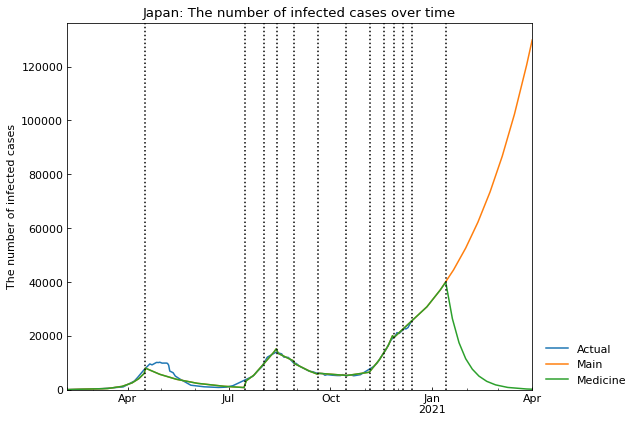 Japan: The number of infected cases over time
The number of infected cases
120000
100000
80000
60000
40000
20000
0
Apr
Jul
Oct
Jan
2021
Apr
Actual
Main
Medicine